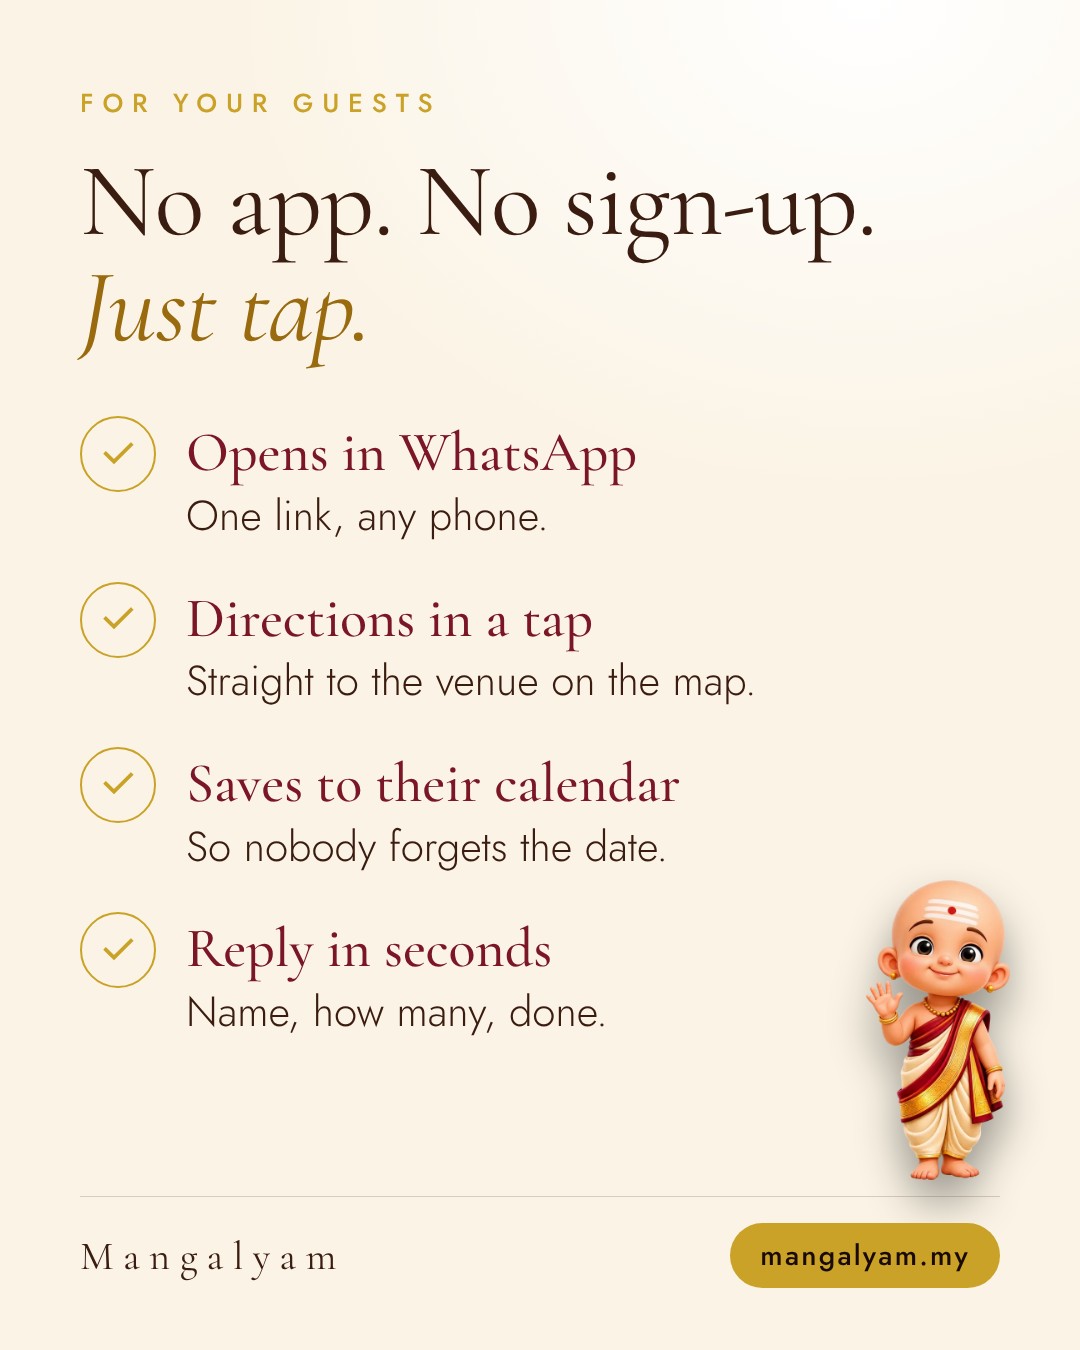 FOR YOUR GUESTS
No app. No sign-up.
Just tap.
Opens in WhatsApp
One link, any phone.
Directions in a tap
Straight to the venue on the map.
Saves to their calendar
So nobody forgets the date.
Reply in seconds
Name, how many, done.
Mangalyam
mangalyam.my